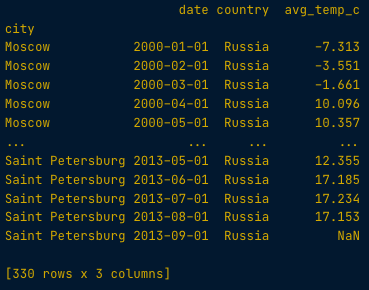 date country avg_temp_c
city
Moscow 2000-01-01 Russia -7.313
Moscow 2000-02-01 Russia -3.551
Moscow 2000-03-01 Russia -1.661
Moscow 2000-04-01 Russia 10.096
Moscow 2000-05-01 Russia 10.357
... ... ... ...
Saint Petersburg 2013-05-01 Russia 12.355
Saint Petersburg 2013-06-01 Russia 17.185
Saint Petersburg 2013-07-01 Russia 17.234
Saint Petersburg 2013-08-01 Russia 17.153
Saint Petersburg 2013-09-01 Russia NaN
[330 rows x 3 columns]